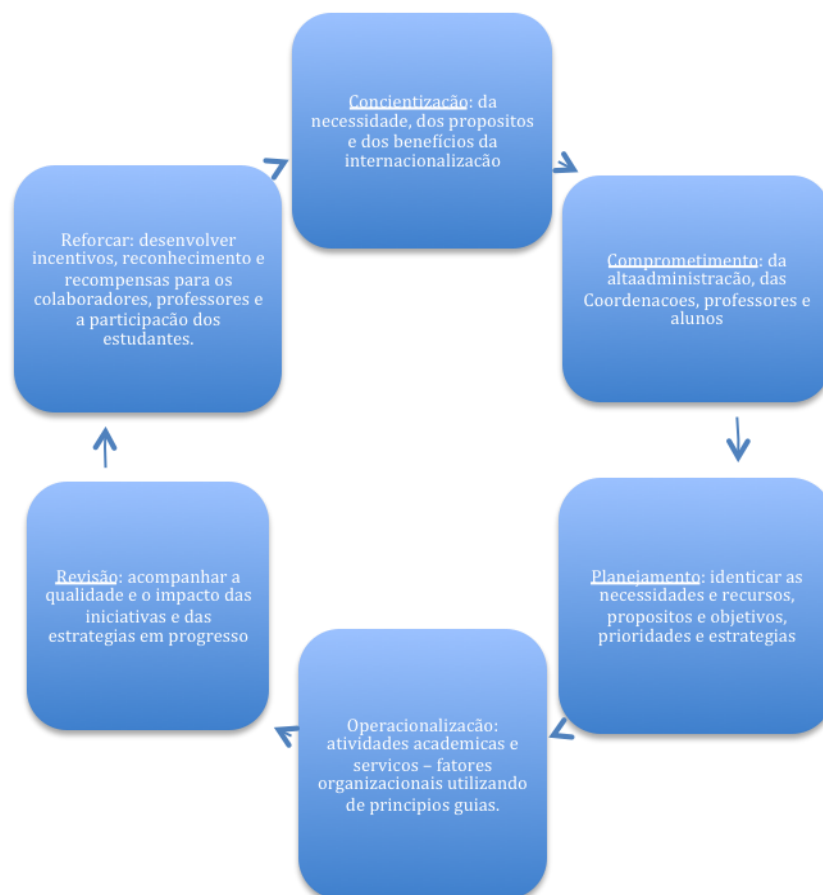 Concientização: da
necessidade, dos propositos
e dos benefícios da
internacionalizacão
Comprometimento: da
altaadministracão, das
Coordenacoes, professores e
alunos
Planejamento: identicar as
necessidades e recursos,
propositos e objetivos,
prioridades e estrategias
Operacionalizacão:
atividades academicas e
servicos – fatores
organizacionais utilizando
de principios guias.
Revisão: acompanhar a
qualidade e o impacto das
iniciativas e das
estrategias em progresso
Reforcar: desenvolver
incentivos, reconhecimento e
recompensas para os
colaboradores, professores e
a participacão dos
estudantes.